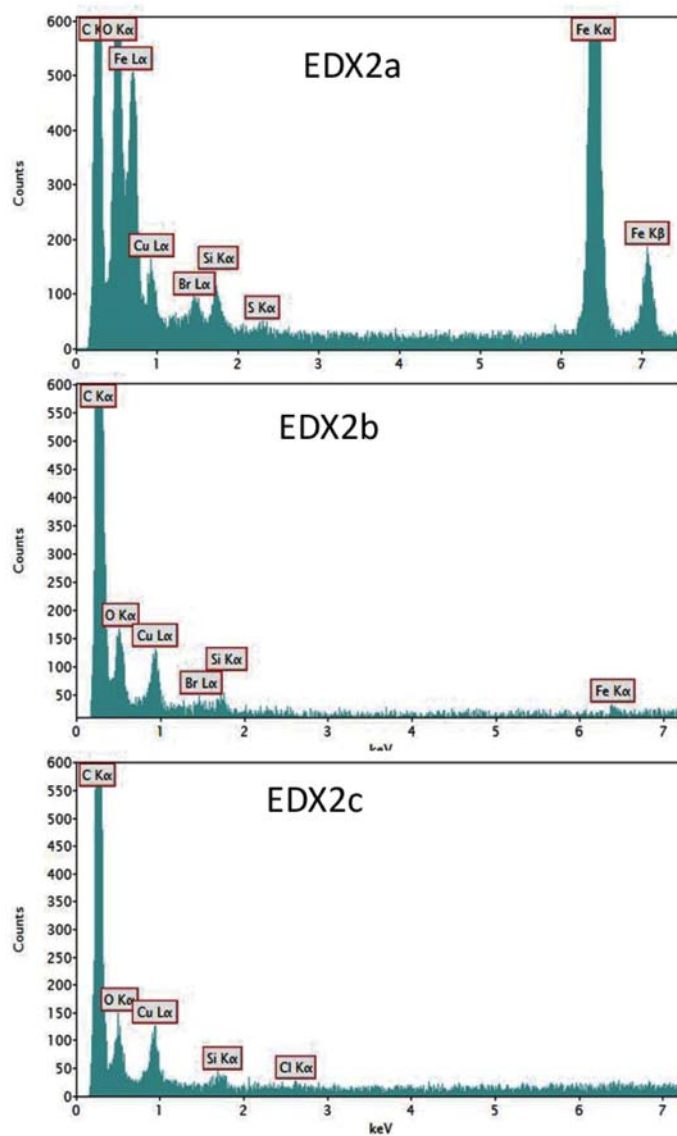 600
C K O Kα Fe Kα
Fe Lα
EDX2a
500
400
Counts
300
Cu Lα
Fe Kβ
200
Si Kα
Br Lα
100
S Kα
0
0 1 2 3 4 5 6 7
600
C Kα
550
EDX2b
500
450
400
350
Counts
300
250
200
O Kα
Cu Lα
150
Si Kα
100
Br Lα
Fe Kα
50
0 1 2 3 4 5 6 7
keV
600
C Kα
550
EDX2c
500
450
400
350
Counts
300
250
200
O Kα Cu Lα
150
100
Si Kα Cl Kα
50
0
0 1 2 3 4 5 6 7
keV